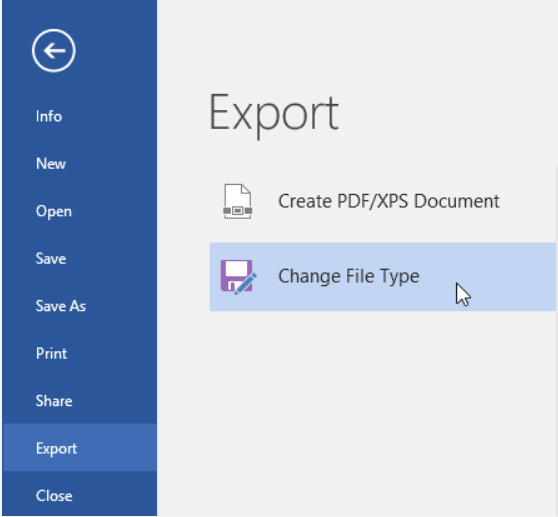 Info
New
Open
Save
Save As
Print
Share
Export
Close
Export
Create PDF/XPS Document
Change File Type